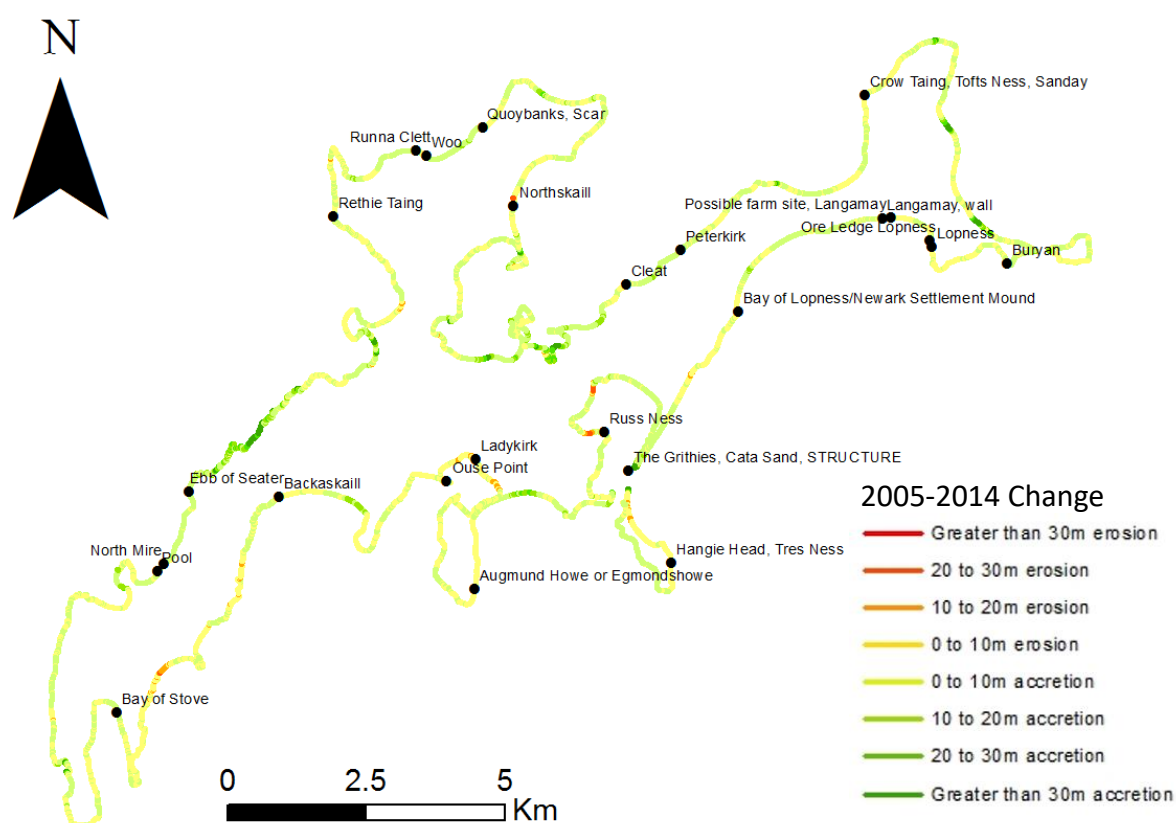 N
Crow Taing, Tofts Ness, Sanday
Quoybanks, Scar
Runna Clett
Woo
Northskaill
Rethie Taing
Possible farm site, Langamay
Langamay, wall
Ore Ledge Lopness
Lopness
Peterkirk
Buryan
Cleat
Bay of Lopness/Newark Settlement Mound
Russ Ness
Ladykirk
Ouse Point
The Grithies, Cata Sand, STRUCTURE
Ebb of Seater
Backaskaill
North Mire
Pool
Hangie Head, Tres Ness
Augmund Howe or Egmondshowe
Bay of Stove
2005-2014 Change
Greater than 30m erosion
20 to 30m erosion
10 to 20m erosion
0 to 10m erosion
0 to 10m accretion
10 to 20m accretion
20 to 30m accretion
Greater than 30m accretion
0 2.5 5
Km